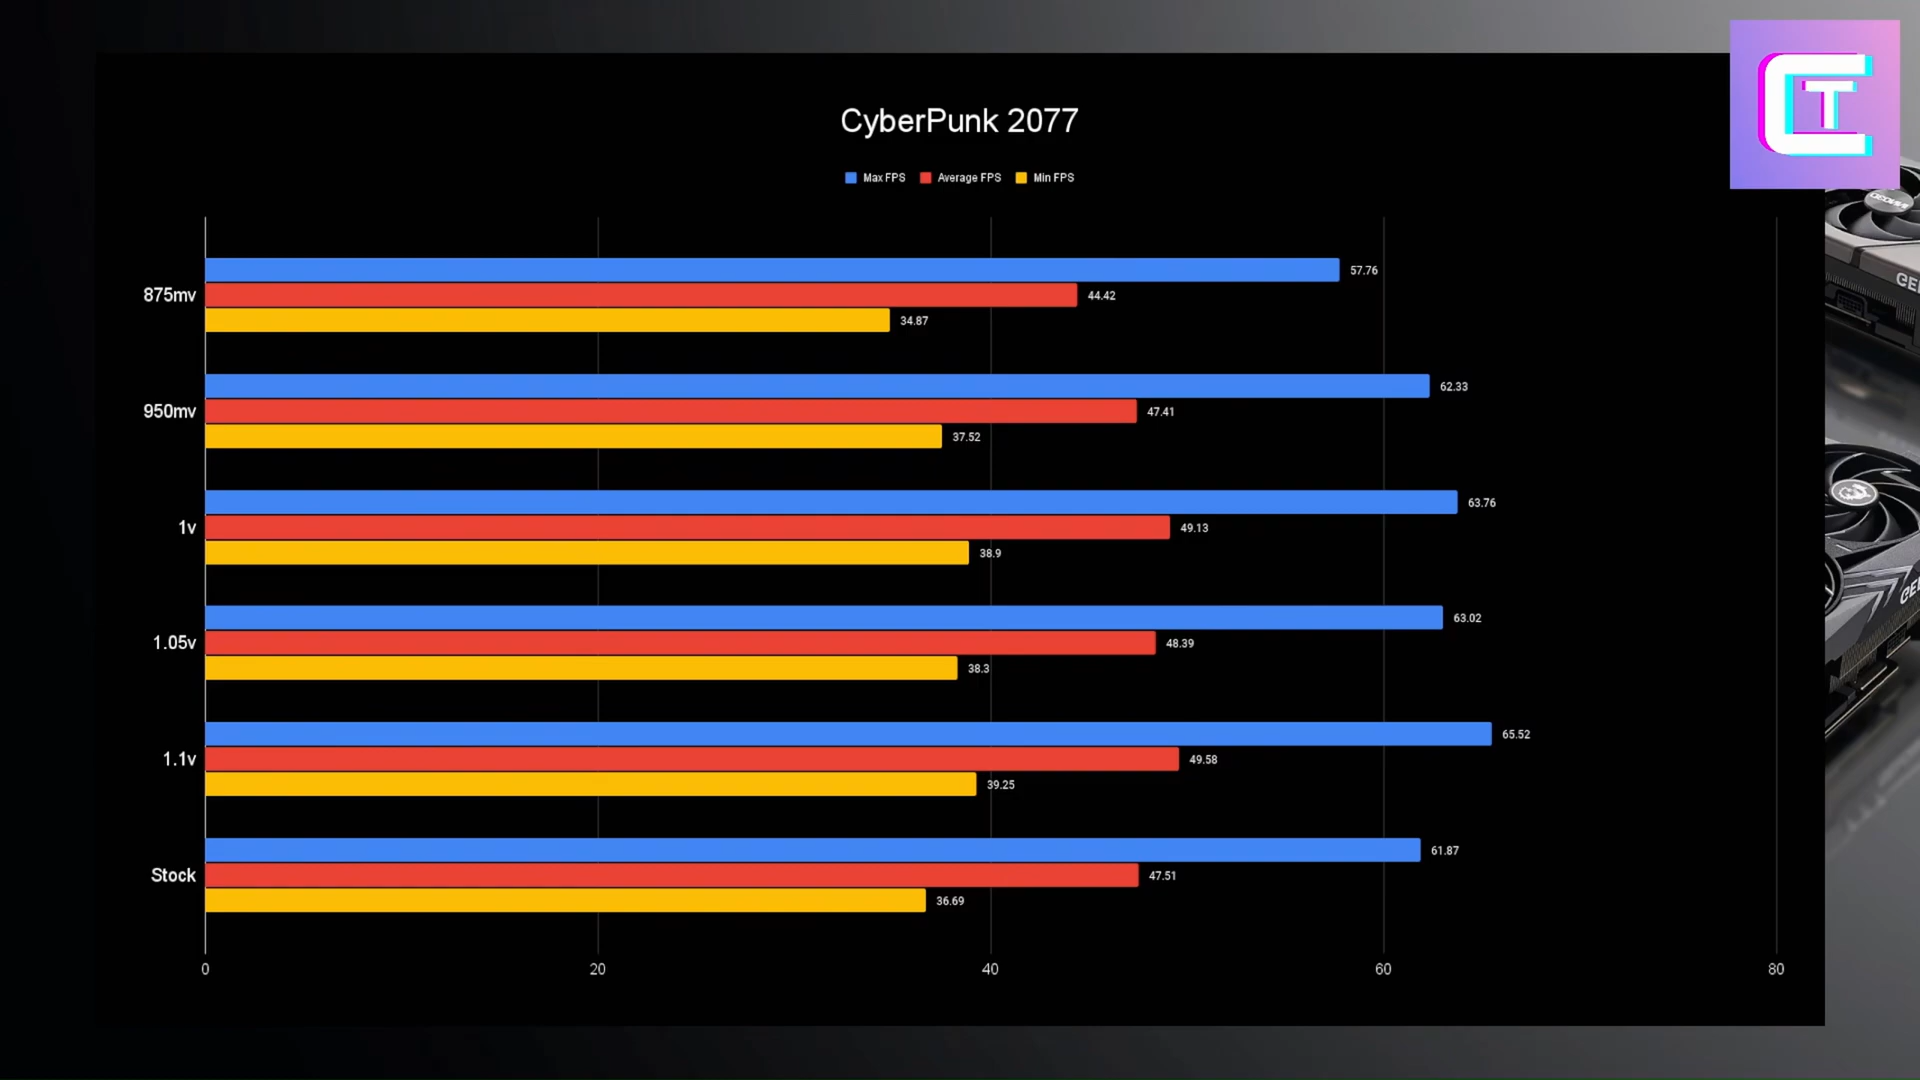 CyberPunk 2077
Max FPS Average FPS Min FPS
875mv
57.76
44.42
34.87
950mv
62.33
47.41
37.52
1v
63.76
49.13
38.9
1.05v
63.02
48.39
38.3
1.1v
65.52
49.58
39.25
Stock
61.87
47.51
36.69
0 20 40 60 80
CT